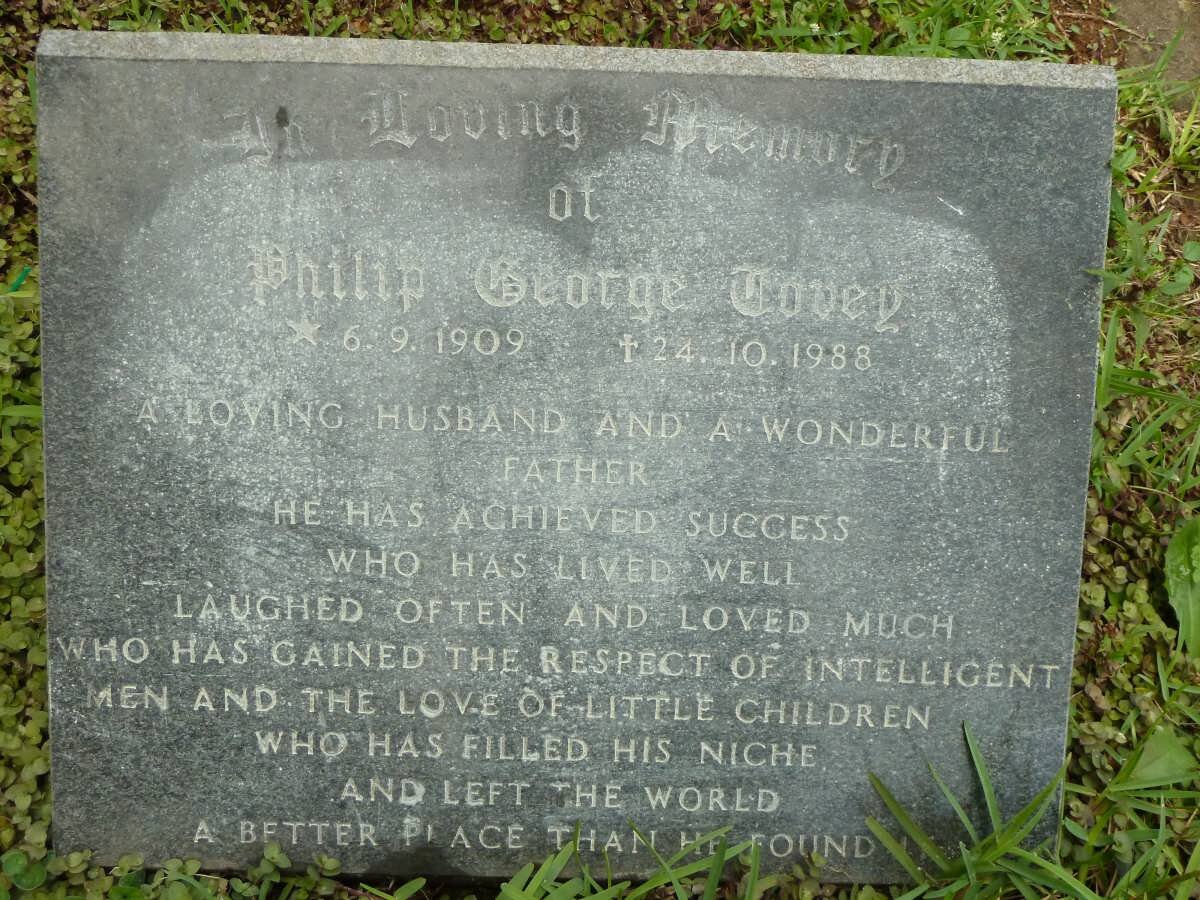 In Loving Memory
of
Philip George Tovey
★ 6. 9. 1909 ✝ 24. 10. 1988
A LOVING HUSBAND AND A WONDERFUL
FATHER
HE HAS ACHIEVED SUCCESS
WHO HAS LIVED WELL
LAUGHED OFTEN AND LOVED MUCH
WHO HAS GAINED THE RESPECT OF INTELLIGENT
MEN AND THE LOVE OF LITTLE CHILDREN
WHO HAS FILLED HIS NICHE
AND LEFT THE WORLD
A BETTER PLACE THAN HE FOUND